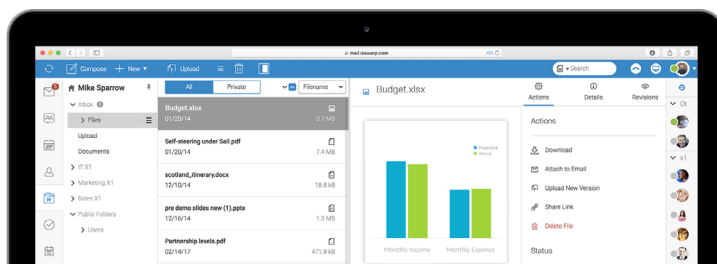 mail.icewarp.com
Compose
New
Upload
Search
Mike Sparrow
Inbox
Files
Upload
Documents
IT X1
Marketing X1
Sales X1
Public Folders
Users
All
Private
Filename
Budget.xlsx
01/20/14
3.7 MB
Self-steering under Sail.pdf
01/20/14
7.4 MB
scotland_itinerary.docx
12/10/14
18.8 kB
pre demo slides new (1).pptx
12/16/14
1.3 MB
Partnership levels.pdf
02/14/17
471.9 kB
Budget.xlsx
Projected
Actual
Monthly Income
Monthly Expense
Actions
Details
Revisions
Actions
Download
Attach to Email
Upload New Version
Share Link
Delete File
Status
Ot
x1